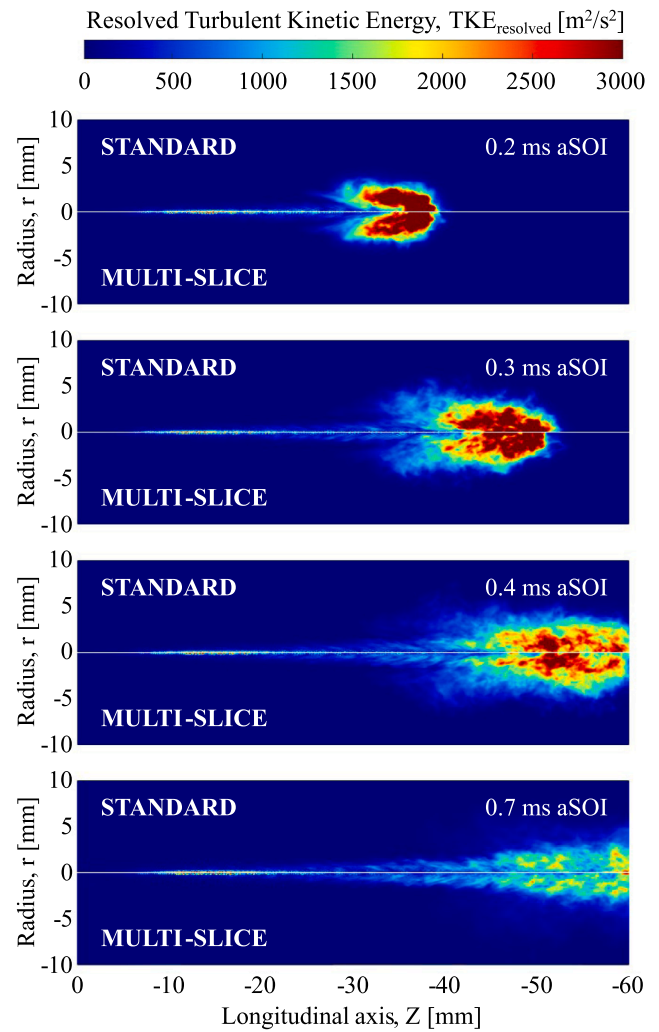 Resolved Turbulent Kinetic Energy, TKE_resolved [m²/s²]
0 500 1000 1500 2000 2500 3000
10
STANDARD 0.2 ms aSOI
5
0
-5
MULTI-SLICE
-10
Radius, r [mm]
10
STANDARD 0.3 ms aSOI
5
0
-5
MULTI-SLICE
-10
Radius, r [mm]
10
STANDARD 0.4 ms aSOI
5
0
-5
MULTI-SLICE
-10
Radius, r [mm]
10
STANDARD 0.7 ms aSOI
5
0
-5
MULTI-SLICE
-10
Radius, r [mm]
0 -10 -20 -30 -40 -50 -60
Longitudinal axis, Z [mm]